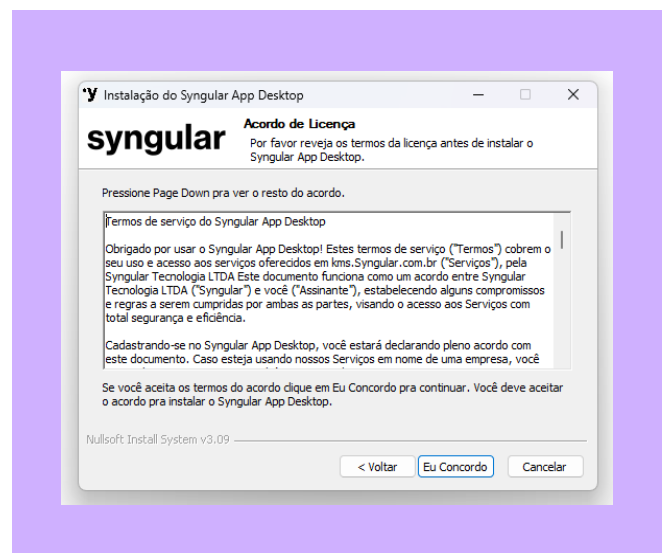 Instalação do Syngular App Desktop
syngular
Acordo de Licença
Por favor reveja os termos da licença antes de instalar o
Syngular App Desktop.
Pressione Page Down pra ver o resto do acordo.
Termos de serviço do Syngular App Desktop
Obrigado por usar o Syngular App Desktop! Estes termos de serviço ("Termos") cobrem o
seu uso e acesso aos serviços oferecidos em kms.Syngular.com.br ("Serviços"), pela
Syngular Tecnologia LTDA Este documento funciona como um acordo entre Syngular
Tecnologia LTDA ("Syngular") e você ("Assinante"), estabelecendo alguns compromissos
e regras a serem cumpridas por ambas as partes, visando o acesso aos Serviços com
total segurança e eficiência.
Cadastrando-se no Syngular App Desktop, você estará declarando pleno acordo com
este documento. Caso esteja usando nossos Serviços em nome de uma empresa, você
Se você aceita os termos do acordo clique em Eu Concordo pra continuar. Você deve aceitar
o acordo pra instalar o Syngular App Desktop.
Nullsoft Install System v3.09
< Voltar
Eu Concordo
Cancelar